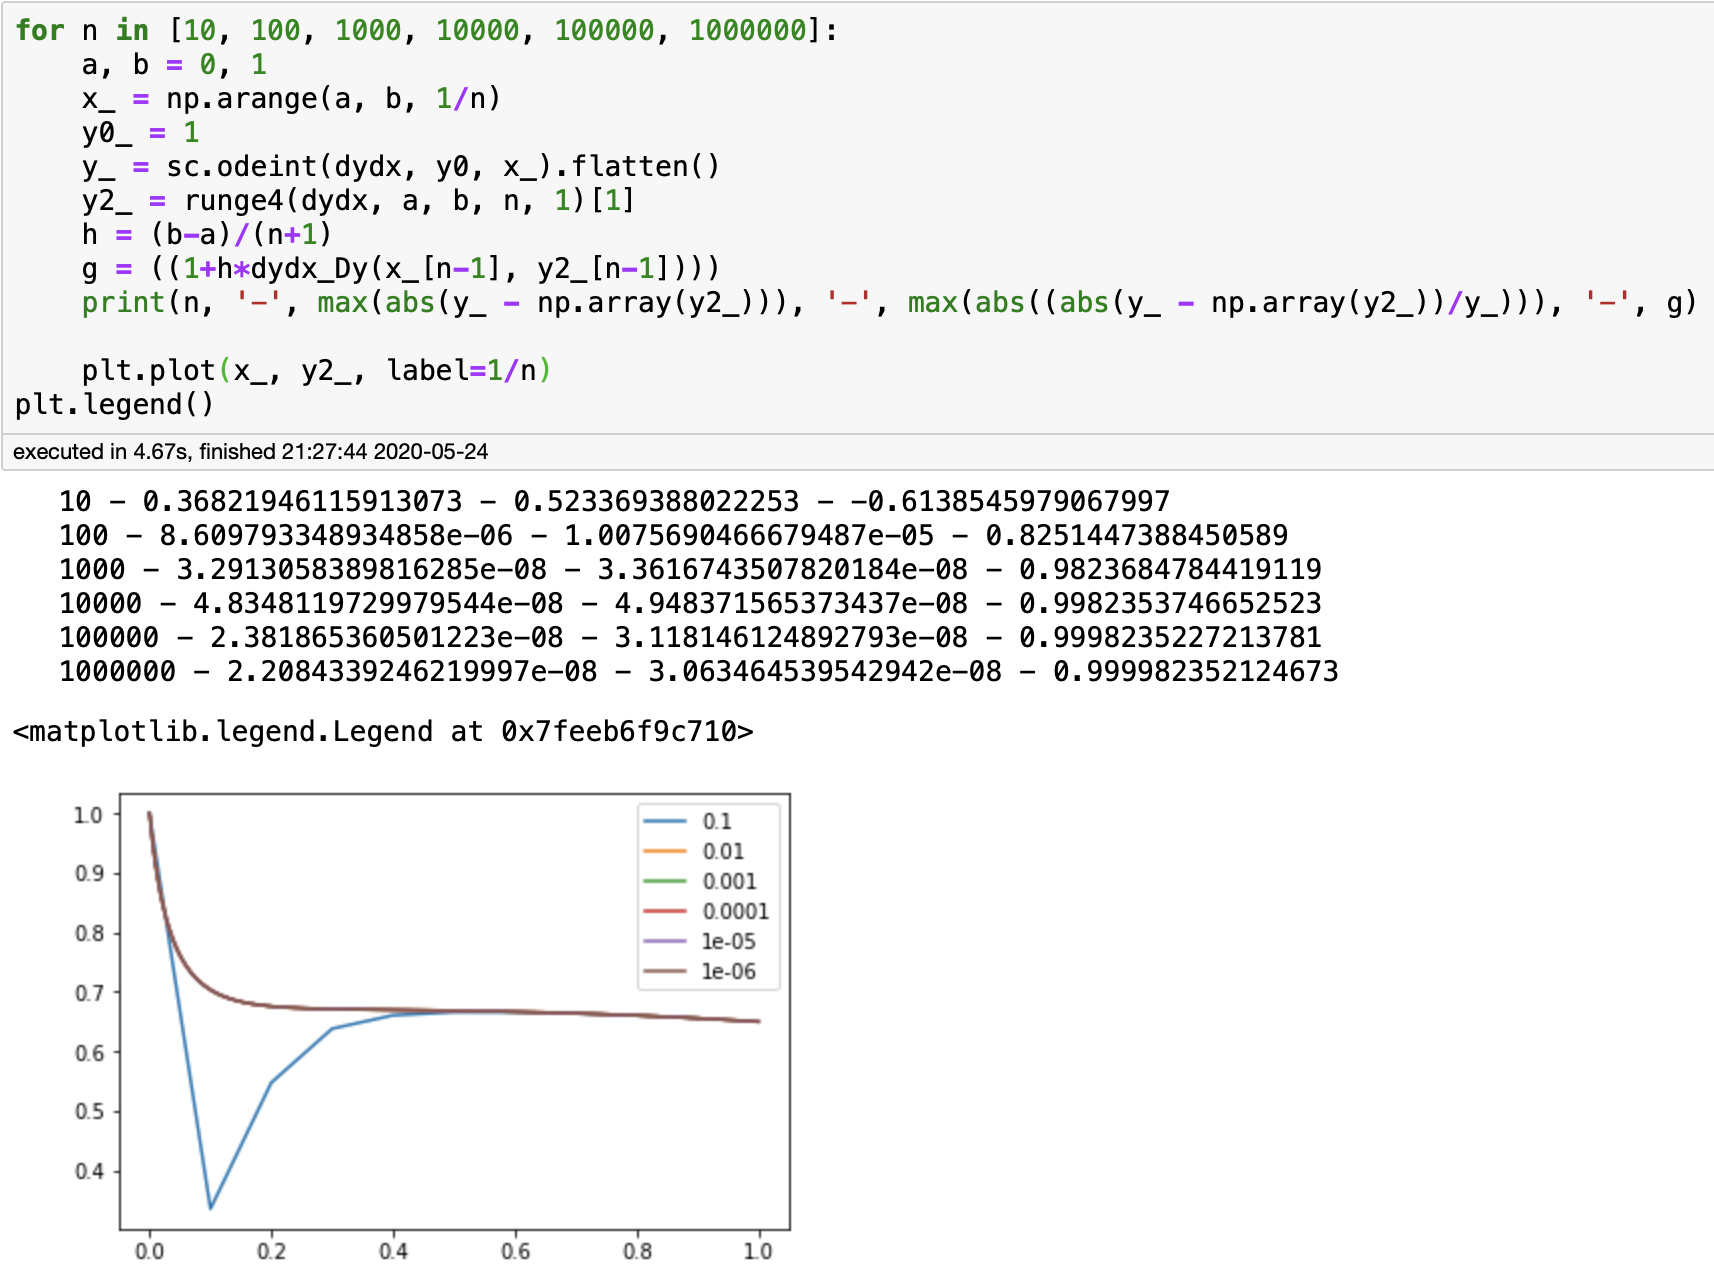 for n in [10, 100, 1000, 10000, 100000, 1000000]:
    a, b = 0, 1
    x_ = np.arange(a, b, 1/n)
    y0_ = 1
    y_ = sc.odeint(dydx, y0, x_).flatten()
    y2_ = runge4(dydx, a, b, n, 1)[1]
    h = (b-a)/(n+1)
    g = ((1+h*dydx_Dy(x_[n-1], y2_[n-1])))
    print(n, '-', max(abs(y_ - np.array(y2_))), '-', max(abs((abs(y_ - np.array(y2_))/y_))), '-', g)
    plt.plot(x_, y2_, label=1/n)
plt.legend()
executed in 4.67s, finished 21:27:44 2020-05-24
10 - 0.36821946115913073 - 0.523369388022253 - -0.6138545979067997
100 - 8.609793348934858e-06 - 1.0075690466679487e-05 - 0.8251447388450589
1000 - 3.2913058389816285e-08 - 3.3616743507820184e-08 - 0.9823684784419119
10000 - 4.8348119729979544e-08 - 4.948371565373437e-08 - 0.9982353746652523
100000 - 2.381865360501223e-08 - 3.118146124892793e-08 - 0.9998235227213781
1000000 - 2.2084339246219997e-08 - 3.063464539542942e-08 - 0.999982352124673
<matplotlib.legend.Legend at 0x7feeb6f9c710>
1.0
0.9
0.8
0.7
0.6
0.5
0.4
0.1
0.01
0.001
0.0001
1e-05
1e-06
0.0 0.2 0.4 0.6 0.8 1.0